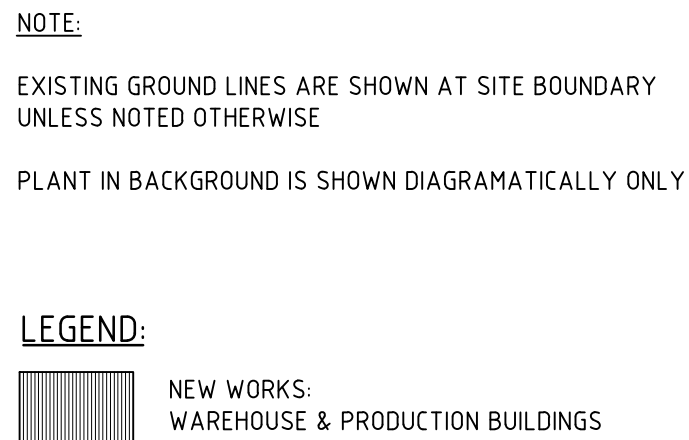 NOTE:
EXISTING GROUND LINES ARE SHOWN AT SITE BOUNDARY
UNLESS NOTED OTHERWISE
PLANT IN BACKGROUND IS SHOWN DIAGRAMATICALLY ONLY
LEGEND:
NEW WORKS:
WAREHOUSE & PRODUCTION BUILDINGS